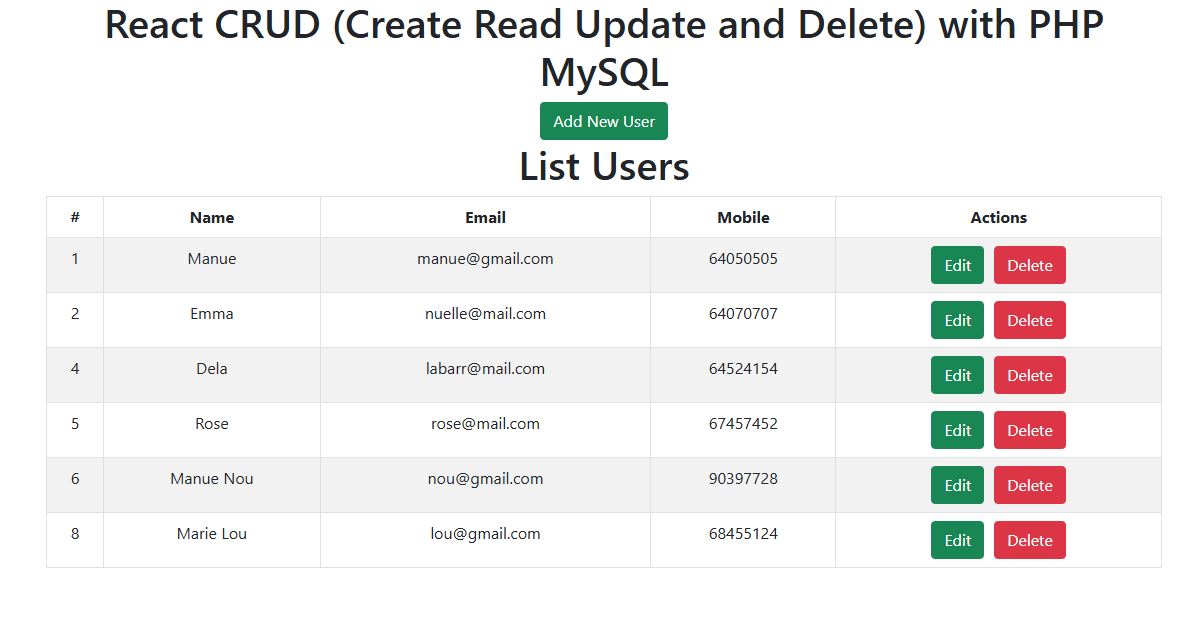 React CRUD (Create Read Update and Delete) with PHP
MySQL
Add New User
List Users
# Name Email Mobile Actions
1 Manue manue@gmail.com 64050505 Edit Delete
2 Emma nuelle@mail.com 64070707 Edit Delete
4 Dela labarr@mail.com 64524154 Edit Delete
5 Rose rose@mail.com 67457452 Edit Delete
6 Manue Nou nou@gmail.com 90397728 Edit Delete
8 Marie Lou lou@gmail.com 68455124 Edit Delete